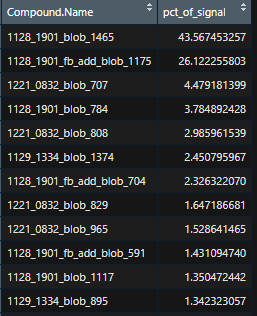 Compound.Name pct_of_signal
1128_1901_blob_1465 43.567453257
1128_1901_fb_add_blob_1175 26.122255803
1221_0832_blob_707 4.479181399
1128_1901_blob_784 3.784892428
1221_0832_blob_808 2.985961539
1129_1334_blob_1374 2.450795967
1128_1901_fb_add_blob_704 2.326322070
1221_0832_blob_829 1.647186681
1221_0832_blob_965 1.528641465
1128_1901_fb_add_blob_591 1.431094740
1128_1901_blob_1117 1.350472442
1129_1334_blob_895 1.342323057